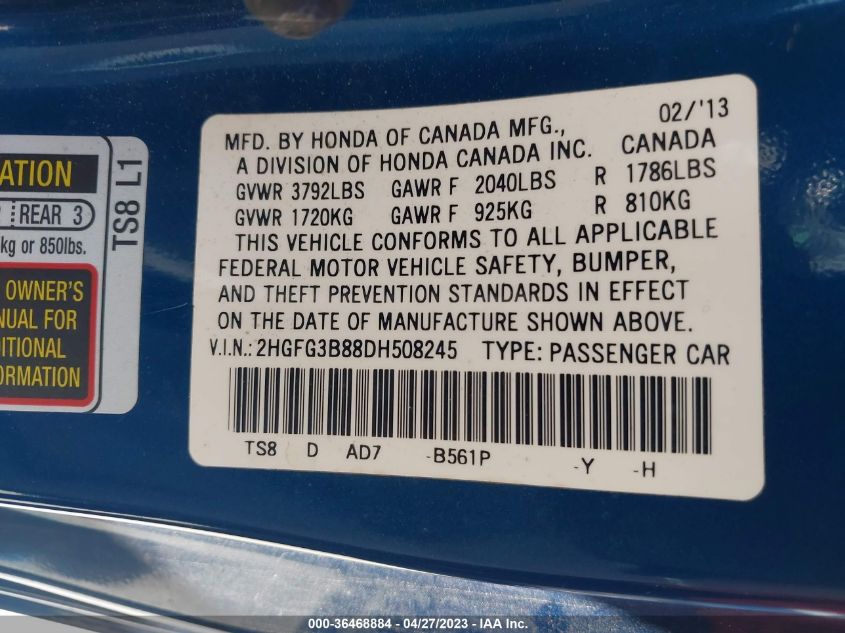 ATION
REAR 3
kg or 850lbs.
OWNER'S
FOR
TS8 L1
02/'13
MFD. BY HONDA OF CANADA MFG.,
A DIVISION OF HONDA CANADA INC. CANADA
GVWR 3792LBS GAWR F 2040LBS R 1786LBS
GVWR 1720KG GAWR F 925KG R 810KG
THIS VEHICLE CONFORMS TO ALL APPLICABLE
FEDERAL MOTOR VEHICLE SAFETY, BUMPER,
AND THEFT PREVENTION STANDARDS IN EFFECT
ON THE DATE OF MANUFACTURE SHOWN ABOVE.
V.I.N.: 2HGFG3B88DH508245 TYPE: PASSENGER CAR
TS8 D AD7 -B561P -Y -H
000-36468884 - 04/27/2023 - IAA Inc.